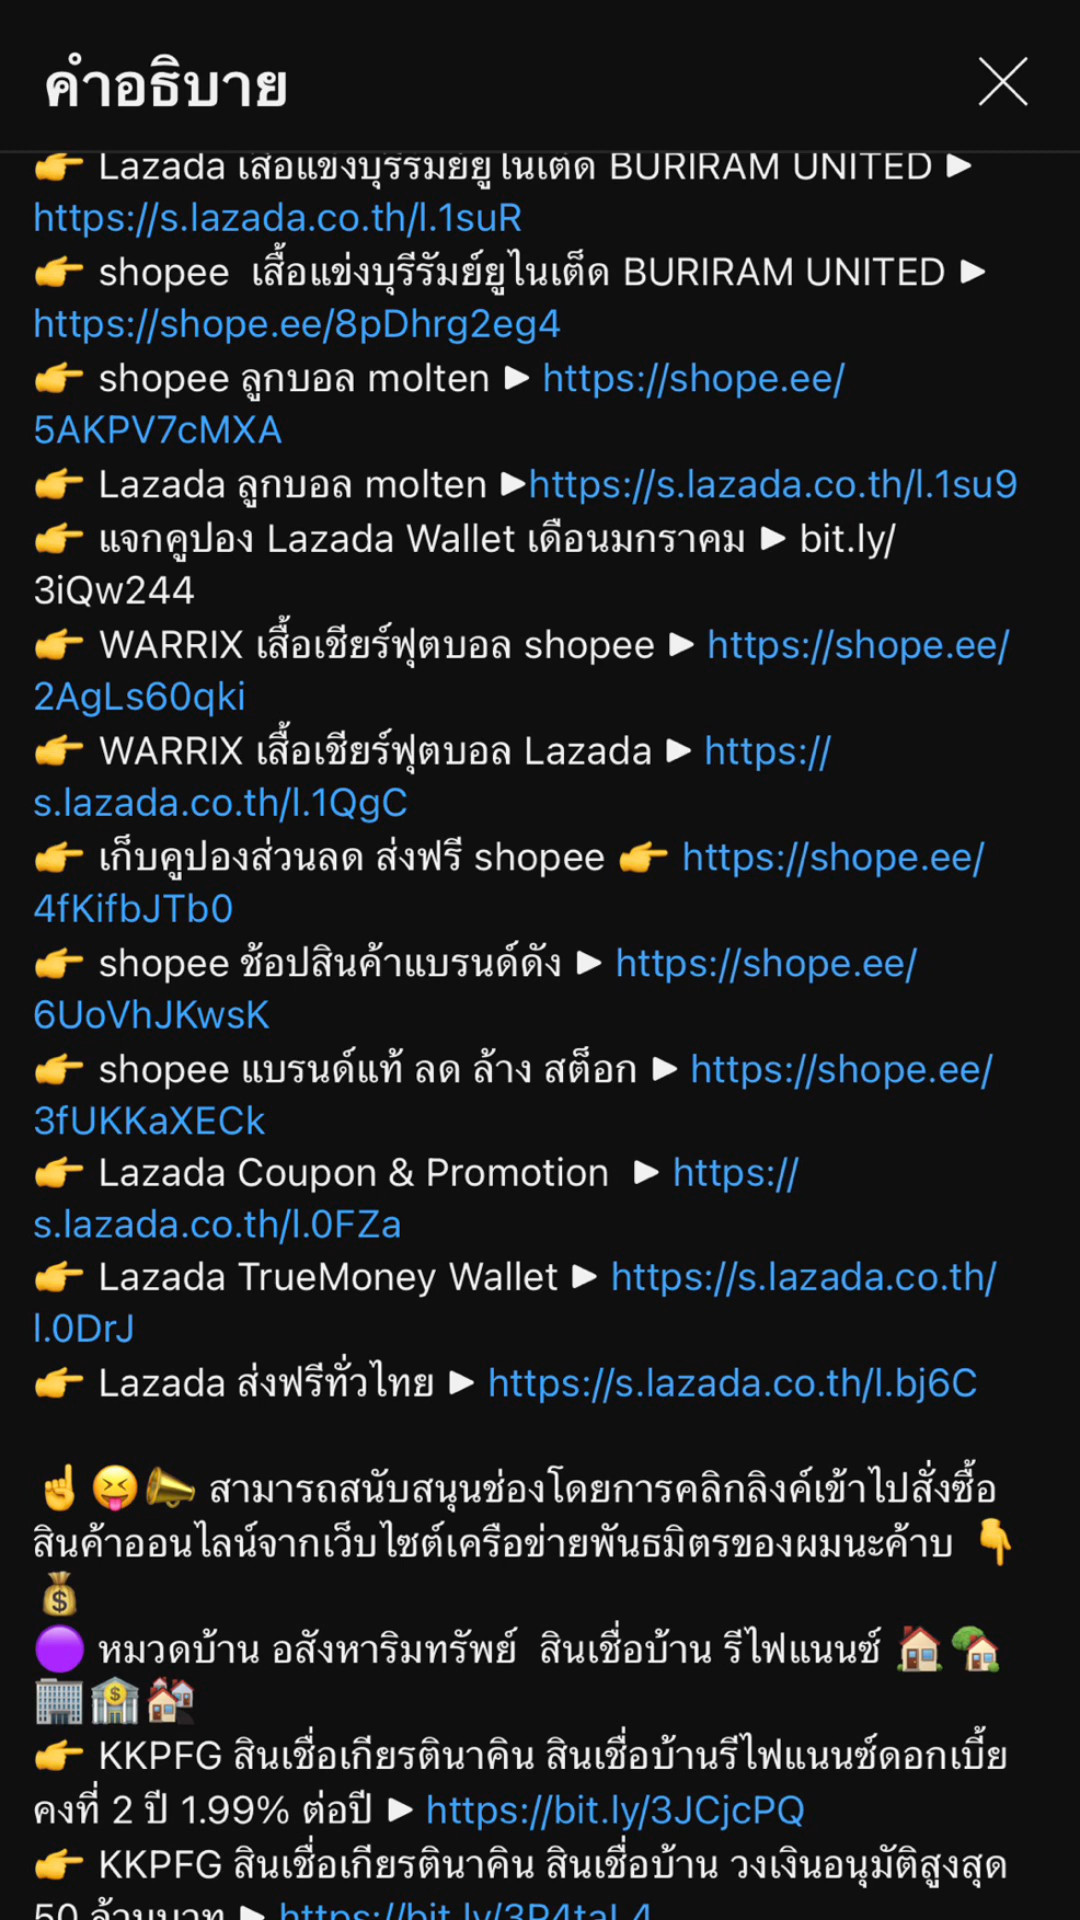 คำอธิบาย
👉 Lazada เสื้อแข่งบุรีรัมย์ยูไนเต็ด BURIRAM UNITED ▶
https://s.lazada.co.th/l.1suR
👉 shopee  เสื้อแข่งบุรีรัมย์ยูไนเต็ด BURIRAM UNITED ▶
https://shope.ee/8pDhrg2eg4
👉 shopee ลูกบอล molten ▶ https://shope.ee/
5AKPV7cMXA
👉 Lazada ลูกบอล molten ▶https://s.lazada.co.th/l.1su9
👉 แจกคูปอง Lazada Wallet เดือนมกราคม ▶ bit.ly/
3iQw244
👉 WARRIX เสื้อเชียร์ฟุตบอล shopee ▶ https://shope.ee/
2AgLs60qki
👉 WARRIX เสื้อเชียร์ฟุตบอล Lazada ▶ https://
s.lazada.co.th/l.1QgC
👉 เก็บคูปองส่วนลด ส่งฟรี shopee 👉 https://shope.ee/
4fKifbJTb0
👉 shopee ช้อปสินค้าแบรนด์ดัง ▶ https://shope.ee/
6UoVhJKwsK
👉 shopee แบรนด์แท้ ลด ล้าง สต็อก ▶ https://shope.ee/
3fUKKaXECk
👉 Lazada Coupon & Promotion  ▶ https://
s.lazada.co.th/l.0FZa
👉 Lazada TrueMoney Wallet ▶ https://s.lazada.co.th/
l.0DrJ
👉 Lazada ส่งฟรีทั่วไทย ▶ https://s.lazada.co.th/l.bj6C
☝😝📣 สามารถสนับสนุนช่องโดยการคลิกลิงค์เข้าไปสั่งซื้อ
สินค้าออนไลน์จากเว็บไซต์เครือข่ายพันธมิตรของผมนะค้าบ 👇
💰
🟣 หมวดบ้าน อสังหาริมทรัพย์  สินเชื่อบ้าน รีไฟแนนซ์ 🏠🏡
🏢🏦🏘
👉 KKPFG สินเชื่อเกียรตินาคิน สินเชื่อบ้านรีไฟแนนซ์ดอกเบี้ย
คงที่ 2 ปี 1.99% ต่อปี ▶ https://bit.ly/3JCjcPQ
👉 KKPFG สินเชื่อเกียรตินาคิน สินเชื่อบ้าน วงเงินอนุมัติสูงสุด
50 ล้านบาท ▶ https://bit.ly/3P4taL4